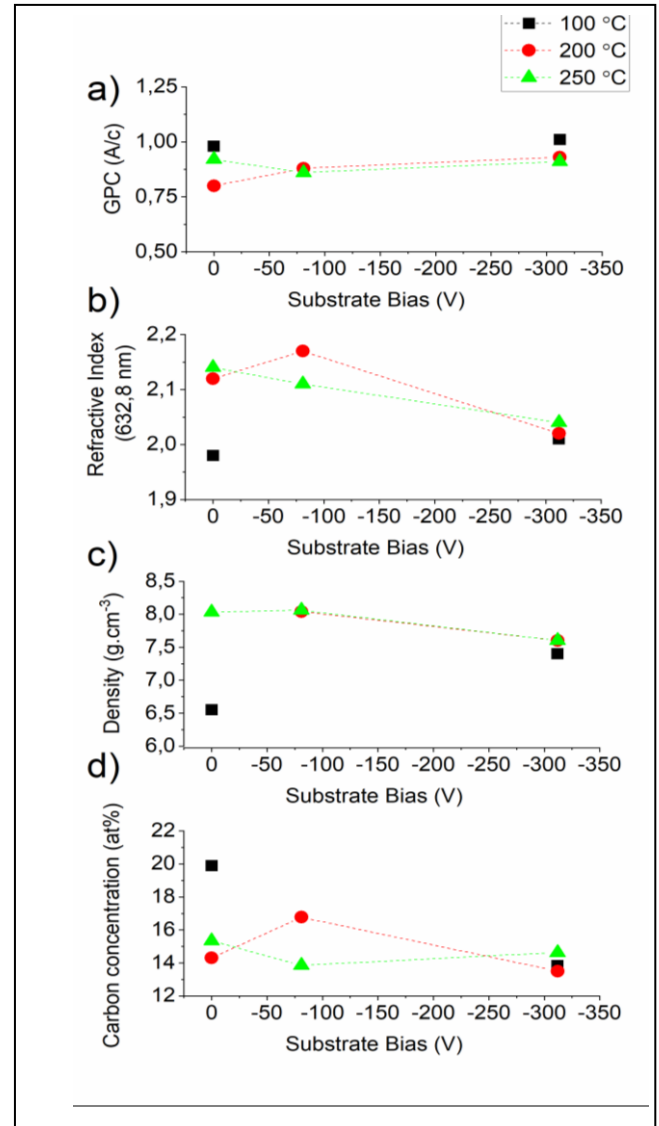 100 °C
200 °C
250 °C
a)
1,25
1,00
0,75
0,50
GPC (A/c)
0 -50 -100 -150 -200 -250 -300 -350
Substrate Bias (V)
b)
2,2
2,1
2,0
1,9
Refractive Index
(632,8 nm)
0 -50 -100 -150 -200 -250 -300 -350
Substrate Bias (V)
c)
8,5
8,0
7,5
7,0
6,5
6,0
Density (g.cm⁻³)
0 -50 -100 -150 -200 -250 -300 -350
Substrate Bias (V)
d)
22
20
18
16
14
12
Carbon concentration (at%)
0 -50 -100 -150 -200 -250 -300 -350
Substrate Bias (V)